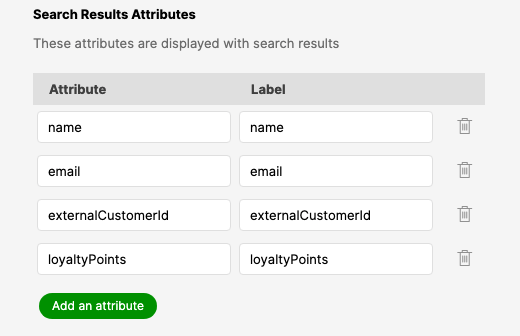 Search Results Attributes
These attributes are displayed with search results
Attribute Label
name name
email email
externalCustomerId externalCustomerId
loyaltyPoints loyaltyPoints
Add an attribute